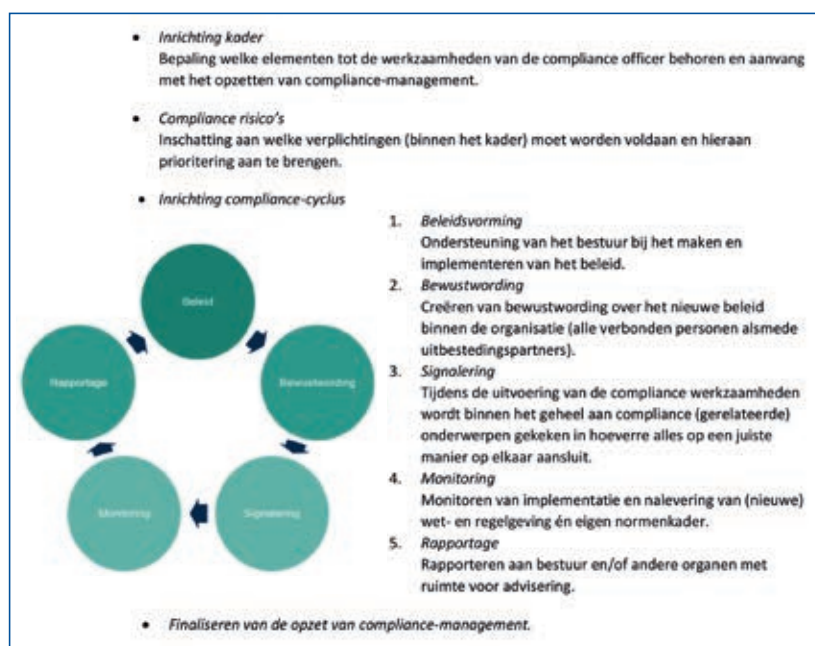 • Inrichting kader
Bepaling welke elementen tot de werkzaamheden van de compliance officer behoren en aanvang
met het opzetten van compliance-management.
• Compliance risico's
Inschatting aan welke verplichtingen (binnen het kader) moet worden voldaan en hieraan
prioritering aan te brengen.
• Inrichting compliance-cyclus
1. Beleidsvorming
Ondersteuning van het bestuur bij het maken en
implementeren van het beleid.
2. Bewustwording
Creëren van bewustwording over het nieuwe beleid
binnen de organisatie (alle verbonden personen alsmede
uitbestedingspartners).
3. Signalering
Tijdens de uitvoering van de compliance werkzaamheden
wordt binnen het geheel aan compliance (gerelateerde)
onderwerpen gekeken in hoeverre alles op een juiste
manier op elkaar aansluit.
4. Monitoring
Monitoren van implementatie en nalevering van (nieuwe)
wet- en regelgeving én eigen normenkader.
5. Rapportage
Rapporteren aan bestuur en/of andere organen met
ruimte voor advisering.
Beleid
Bewustwording
Signalering
Monitoring
Rapportage
• Finaliseren van de opzet van compliance-management.